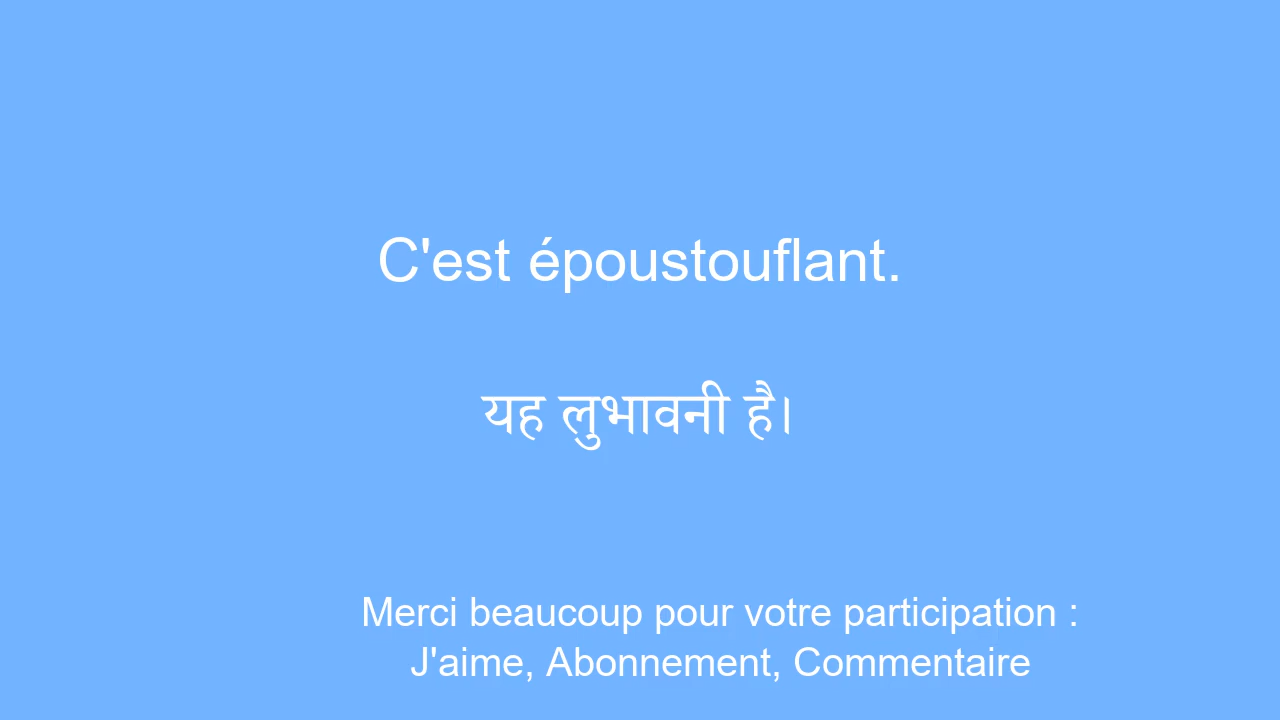 C'est époustouflant.
यह लुभावनी है।
Merci beaucoup pour votre participation :
J'aime, Abonnement, Commentaire